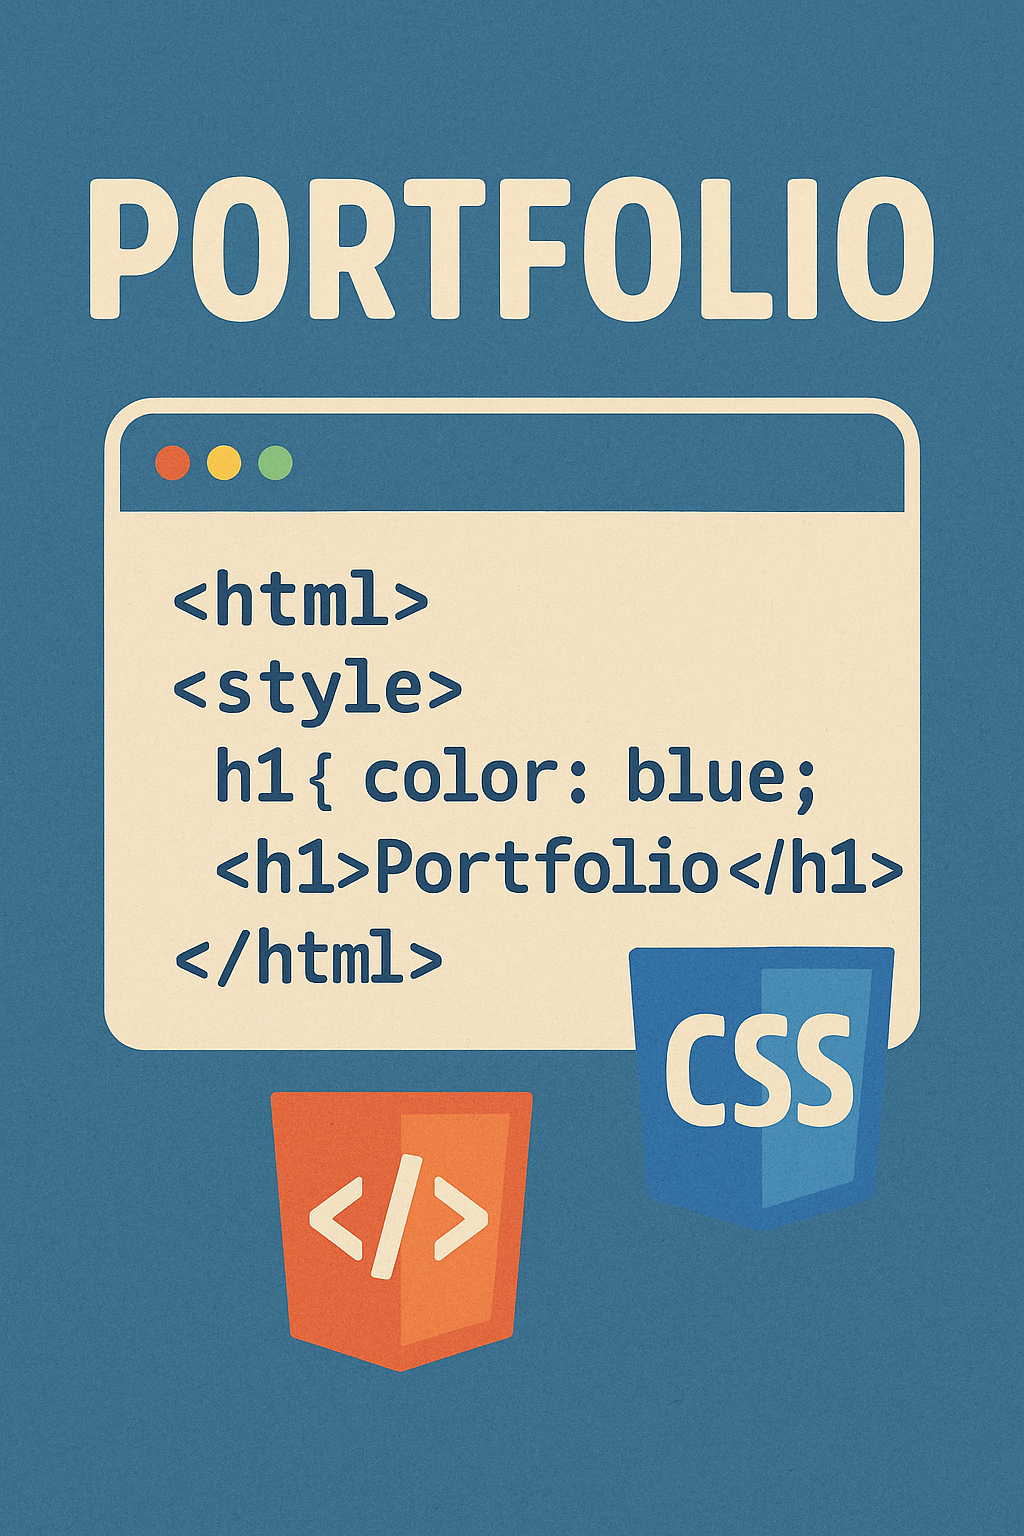 PORTFOLIO
<html>
<style>
h1{ color: blue;
<h1>Portfolio</h1>
</html>
CSS
</>